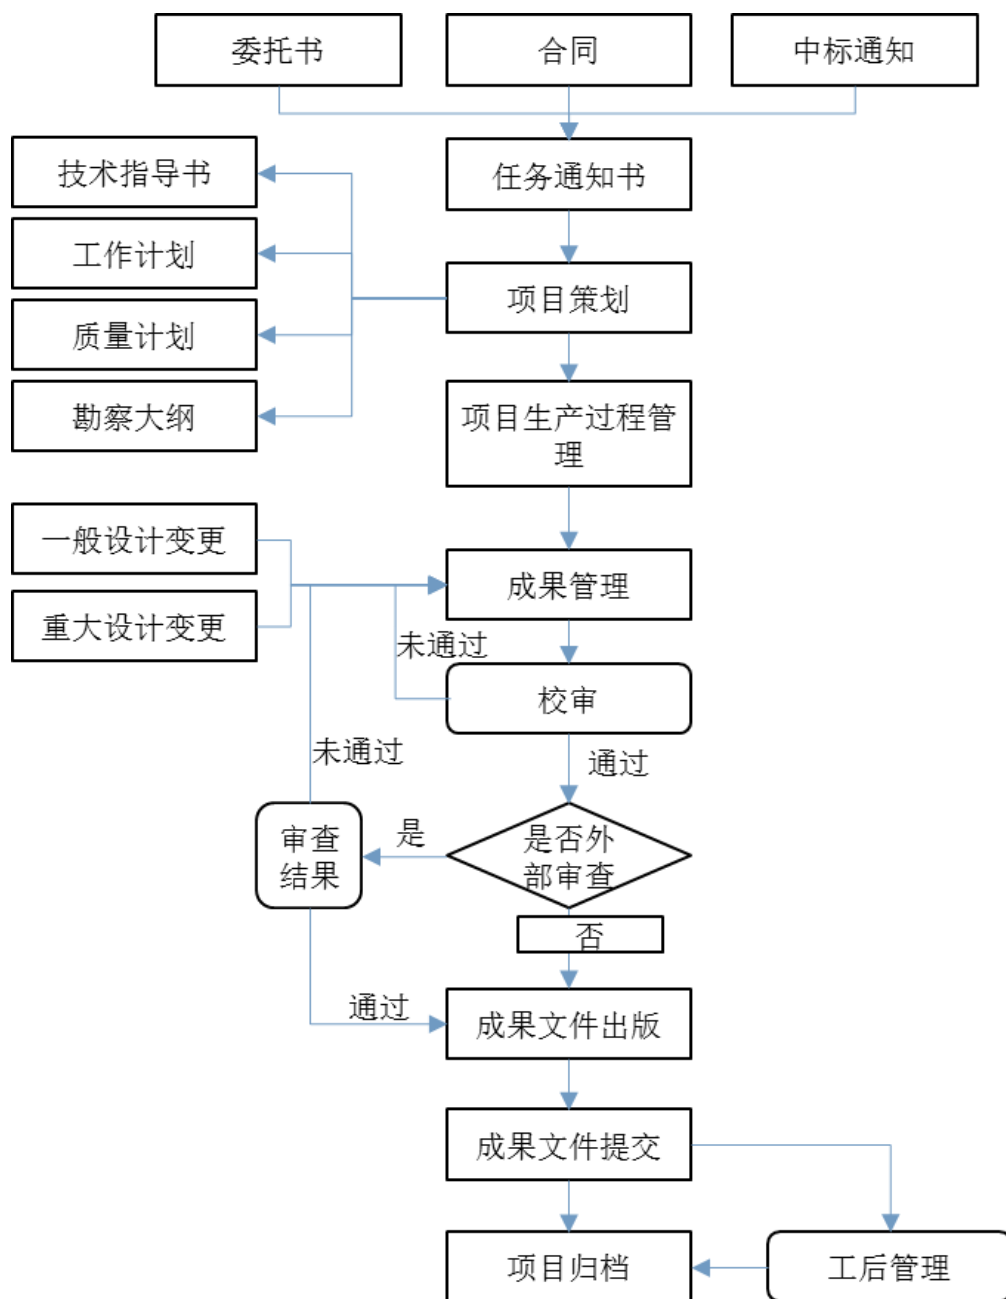 委托书
合同
中标通知
技术指导书
任务通知书
工作计划
项目策划
质量计划
勘察大纲
项目生产过程管
理
一般设计变更
成果管理
重大设计变更
未通过
校审
未通过
通过
审查
结果
是
是否外
部审查
否
通过
成果文件出版
成果文件提交
项目归档
工后管理